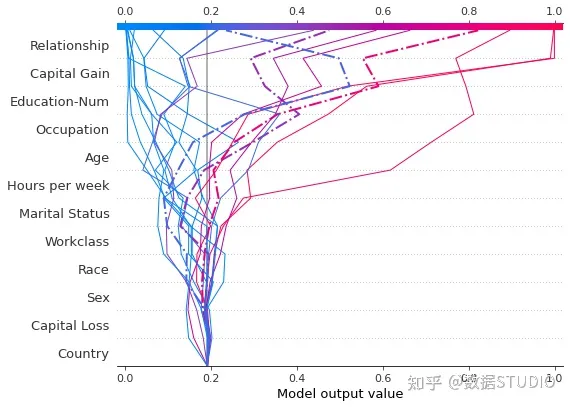 0.0 0.2 0.4 0.6 0.8 1.0
Relationship
Capital Gain
Education-Num
Occupation
Age
Hours per week
Marital Status
Workclass
Race
Sex
Capital Loss
Country
0.0 0.2 0.4 0.6 0.8 1.0
Model output value
知乎 @数据STUDIO